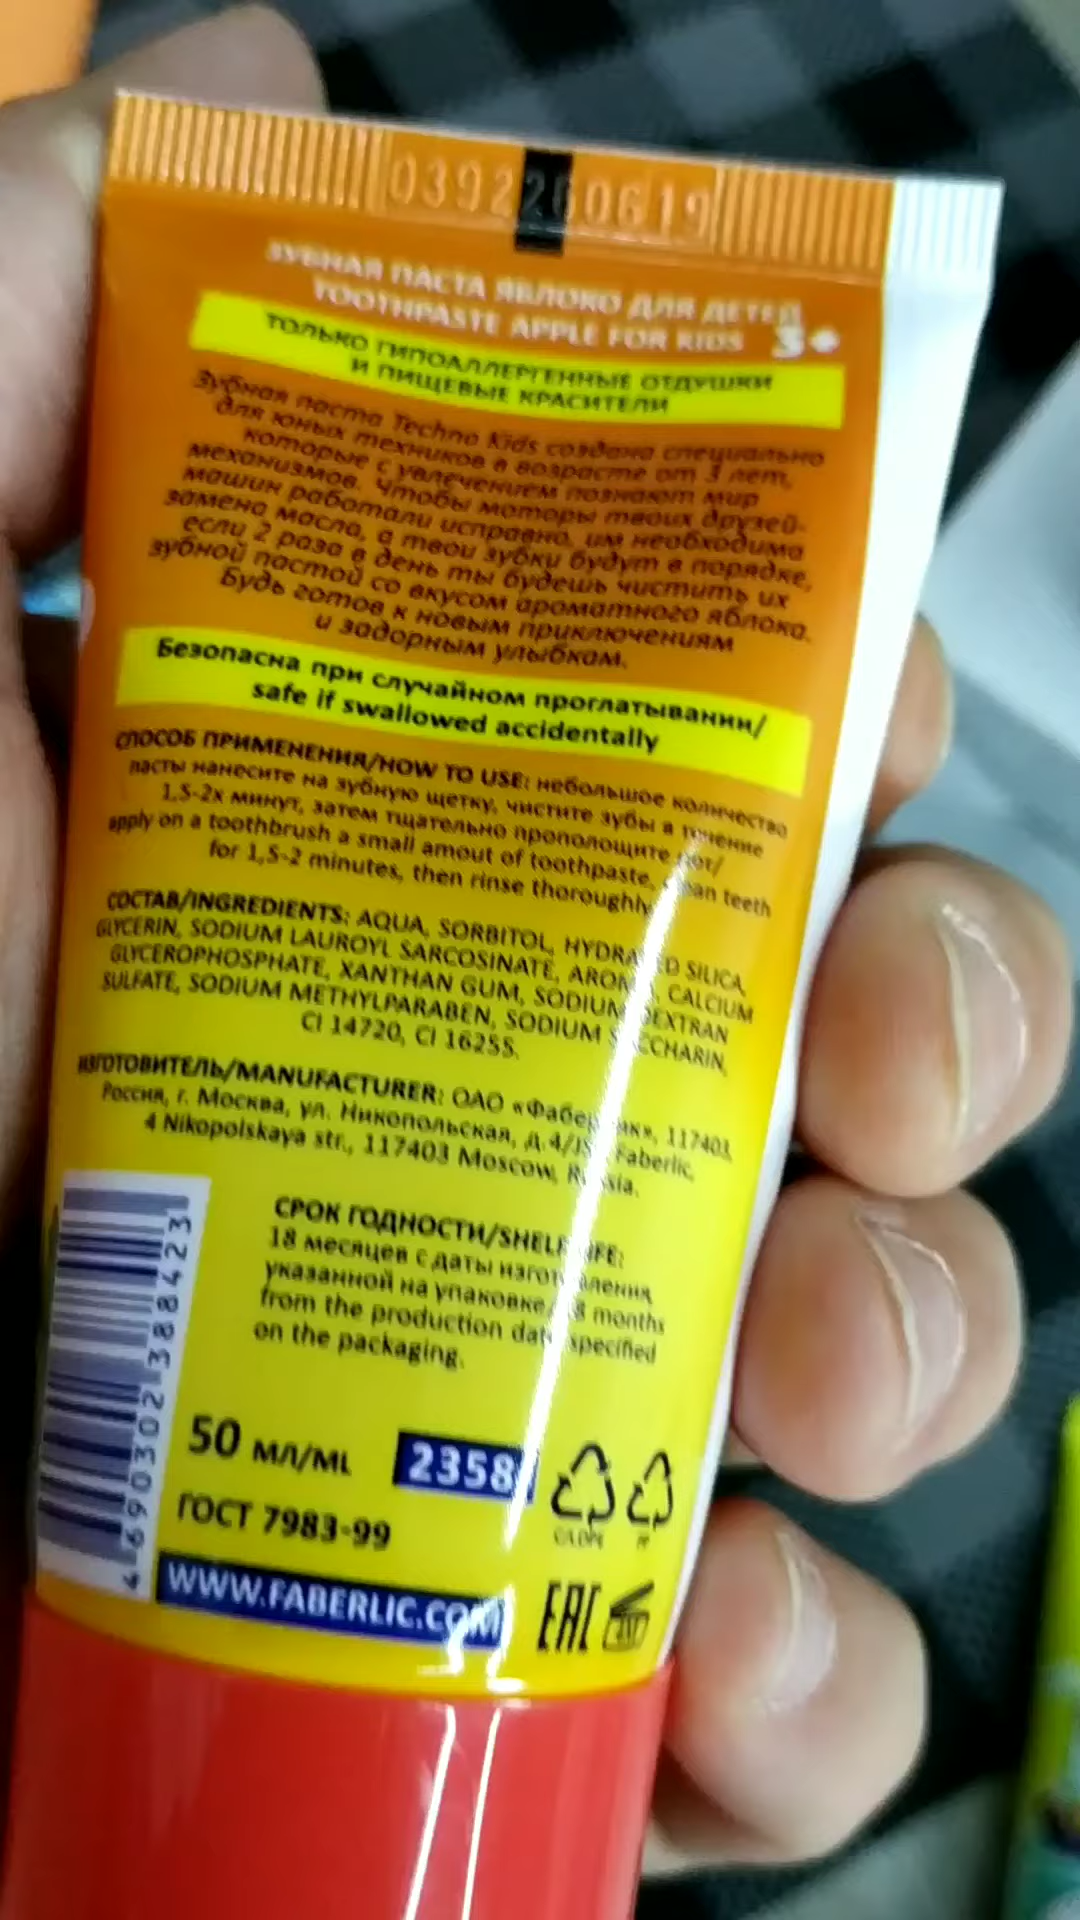 0392260619
ЗУБНАЯ ПАСТА ЯБЛОКО ДЛЯ ДЕТЕЙ
TOOTHPASTE APPLE FOR KIDS 3+
ТОЛЬКО ГИПОАЛЛЕРГЕННЫЕ ОТДУШКИ
И ПИЩЕВЫЕ КРАСИТЕЛИ
Зубная паста Techno Kids создана специально
для юных техников в возрасте от 3 лет,
которые с увлечением познают мир
механизмов. Чтобы моторы твоих друзей-
машин работали исправно, им необходима
замена масла, а твои зубки будут в порядке,
если 2 раза в день ты будешь чистить их
зубной пастой со вкусом ароматного яблока.
Будь готов к новым приключениям
и задорным улыбкам.
Безопасна при случайном проглатывании/
safe if swallowed accidentally
СПОСОБ ПРИМЕНЕНИЯ/HOW TO USE: небольшое количество
пасты нанесите на зубную щетку, чистите зубы в течение
1,5-2х минут, затем тщательно прополощите рот/
apply on a toothbrush a small amout of toothpaste, clean teeth
for 1,5-2 minutes, then rinse thoroughly
СОСТАВ/INGREDIENTS: AQUA, SORBITOL, HYDRATED SILICA,
GLYCERIN, SODIUM LAUROYL SARCOSINATE, AROMA, CALCIUM
GLYCEROPHOSPHATE, XANTHAN GUM, SODIUM DEXTRAN
SULFATE, SODIUM METHYLPARABEN, SODIUM SACCHARIN,
CI 14720, CI 16255.
ИЗГОТОВИТЕЛЬ/MANUFACTURER: ОАО «Фаберлик», 117403,
Россия, г. Москва, ул. Никопольская, д. 4/JSC Faberlic,
4 Nikopolskaya str., 117403 Moscow, Russia.
СРОК ГОДНОСТИ/SHELF LIFE:
18 месяцев с даты изготовления,
указанной на упаковке/18 months
from the production date specified
on the packaging.
4 690302 388423
50 МЛ/ML 2358
ГОСТ 7983-99
C/LDPE PP
WWW.FABERLIC.COM
EAC